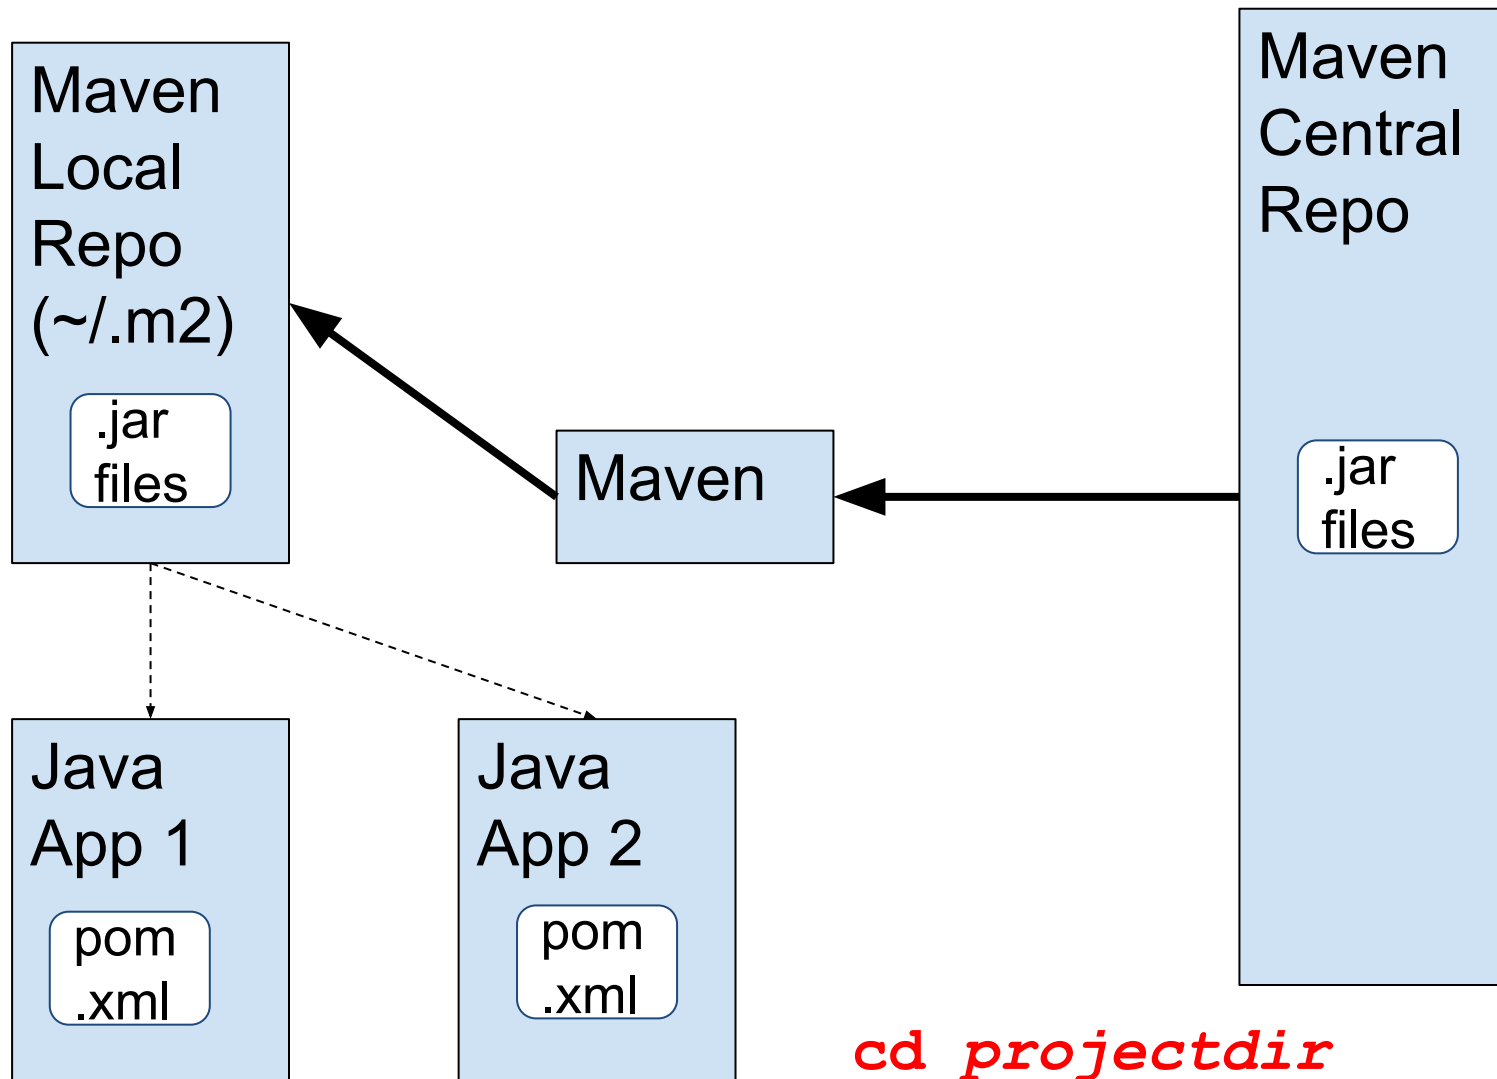 Maven
Local
Repo
(~/.m2)
.jar
files
Maven
Maven
Central
Repo
.jar
files
Java
App 1
pom
.xml
Java
App 2
pom
.xml
cd projectdir